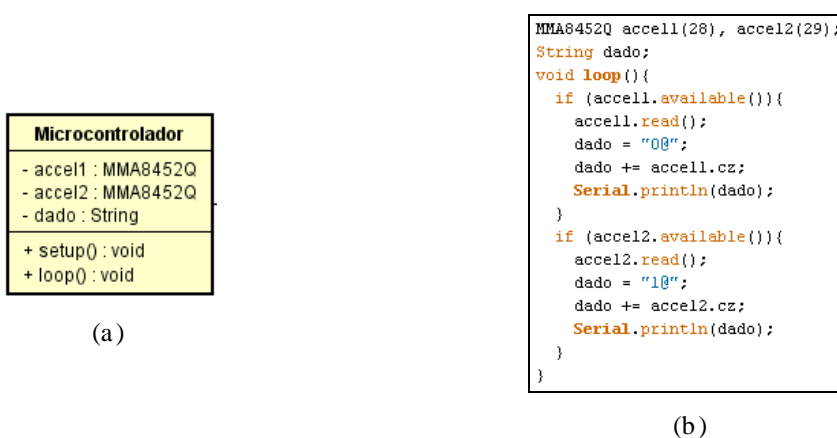 Microcontrolador
- accel1 : MMA8452Q
- accel2 : MMA8452Q
- dado : String
+ setup() : void
+ loop() : void
(a)
MMA8452Q accel1(28), accel2(29);
String dado;
void loop(){
if (accel1.available()){
accel1.read();
dado = "0@";
dado += accel1.cz;
Serial.println(dado);
}
if (accel2.available()){
accel2.read();
dado = "1@";
dado += accel2.cz;
Serial.println(dado);
}
}
(b)